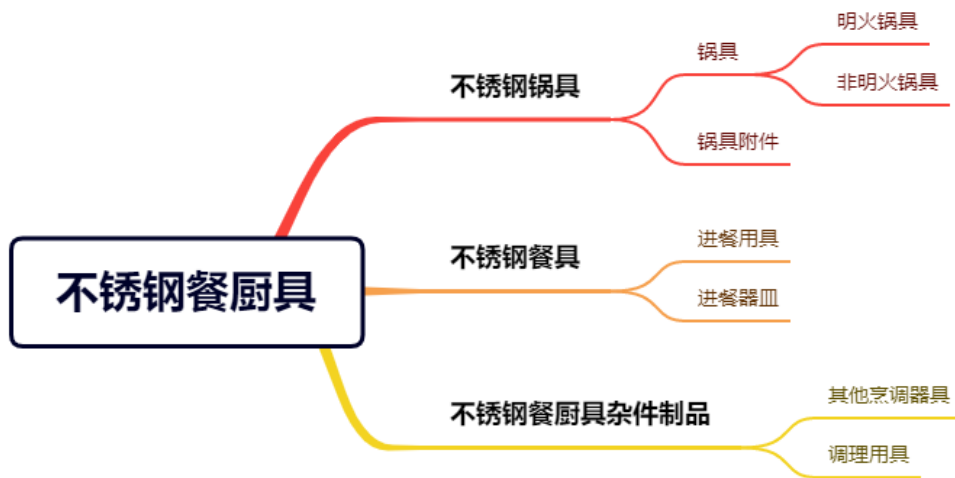 不锈钢餐厨具
不锈钢锅具
锅具
明火锅具
非明火锅具
锅具附件
不锈钢餐具
进餐用具
进餐器皿
不锈钢餐厨具杂件制品
其他烹调器具
调理用具